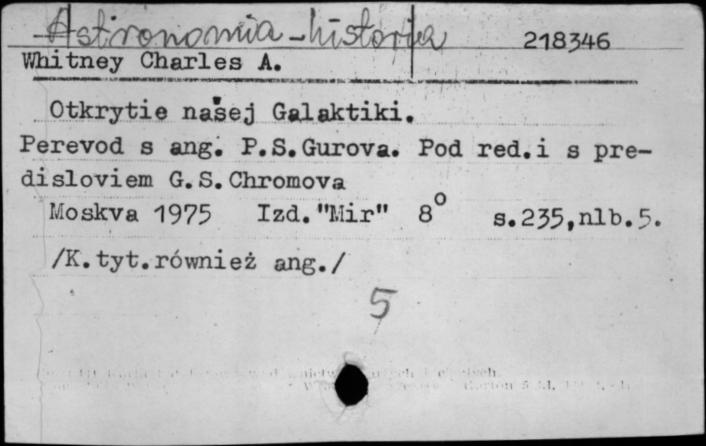 Astronomia - historia
218346
Whitney Charles A.
Otkrytie našej Galaktiki.
Perevod s ang. P.S.Gurova. Pod red.i s pre-
disloviem G.S.Chromova
Moskva 1975 Izd."Mir" 8° s.235,nlb.5.
/K.tyt.również ang./
5